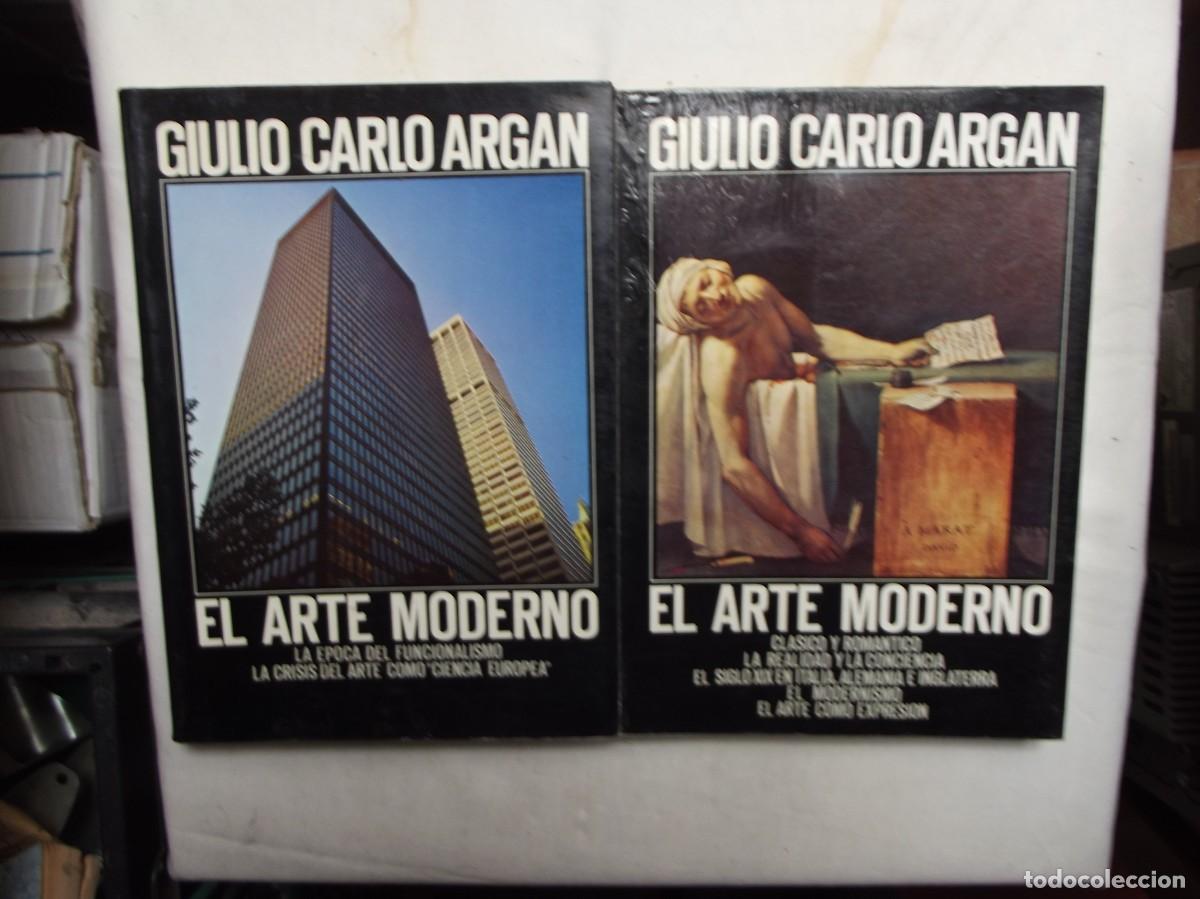 GIULIO CARLO ARGAN
EL ARTE MODERNO
LA EPOCA DEL FUNCIONALISMO
LA CRISIS DEL ARTE COMO "CIENCIA EUROPEA"
GIULIO CARLO ARGAN
À MARAT
DAVID
EL ARTE MODERNO
CLASICO Y ROMANTICO
LA REALIDAD Y LA CONCIENCIA
EL SIGLO XIX EN ITALIA, ALEMANIA E INGLATERRA
EL MODERNISMO
EL ARTE COMO EXPRESION
todocoleccion